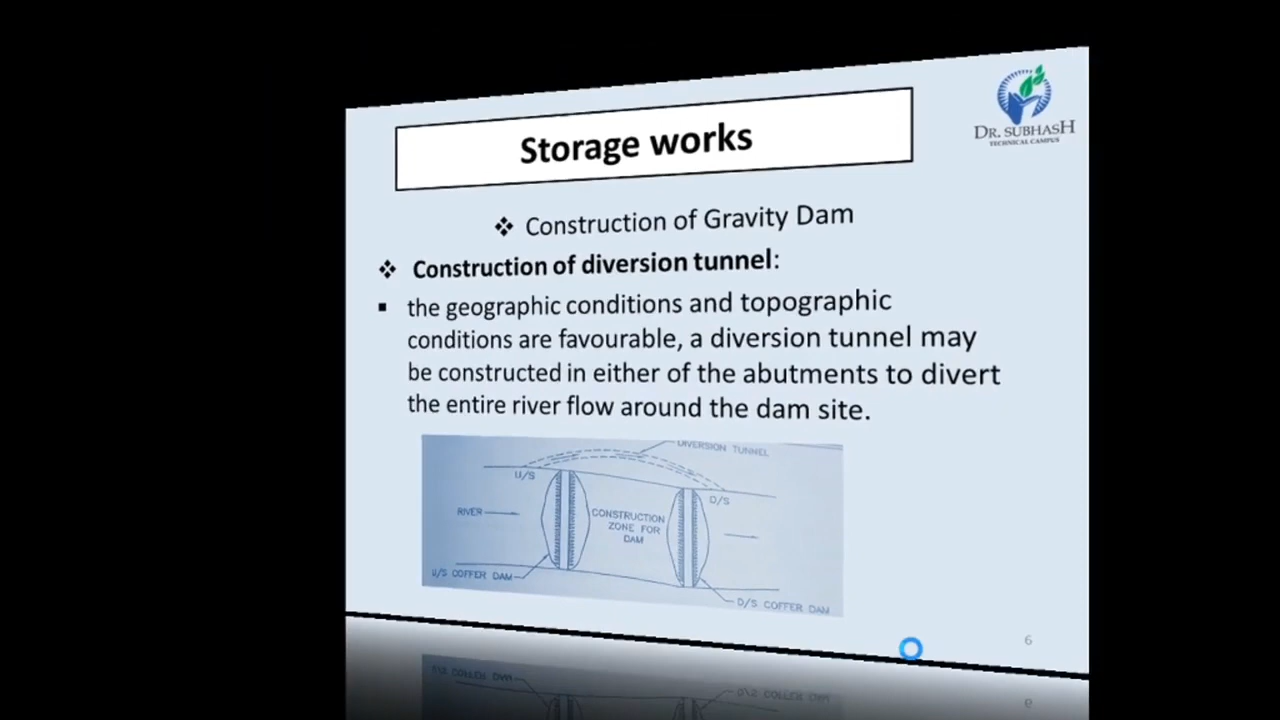 DR. SUBHASH
TECHNICAL CAMPUS
Storage works
❖ Construction of Gravity Dam
❖ Construction of diversion tunnel:
▪ the geographic conditions and topographic
conditions are favourable, a diversion tunnel may
be constructed in either of the abutments to divert
the entire river flow around the dam site.
DIVERSION TUNNEL
U/S
D/S
RIVER
CONSTRUCTION
ZONE FOR
DAM
U/S COFFER DAM
D/S COFFER DAM
6